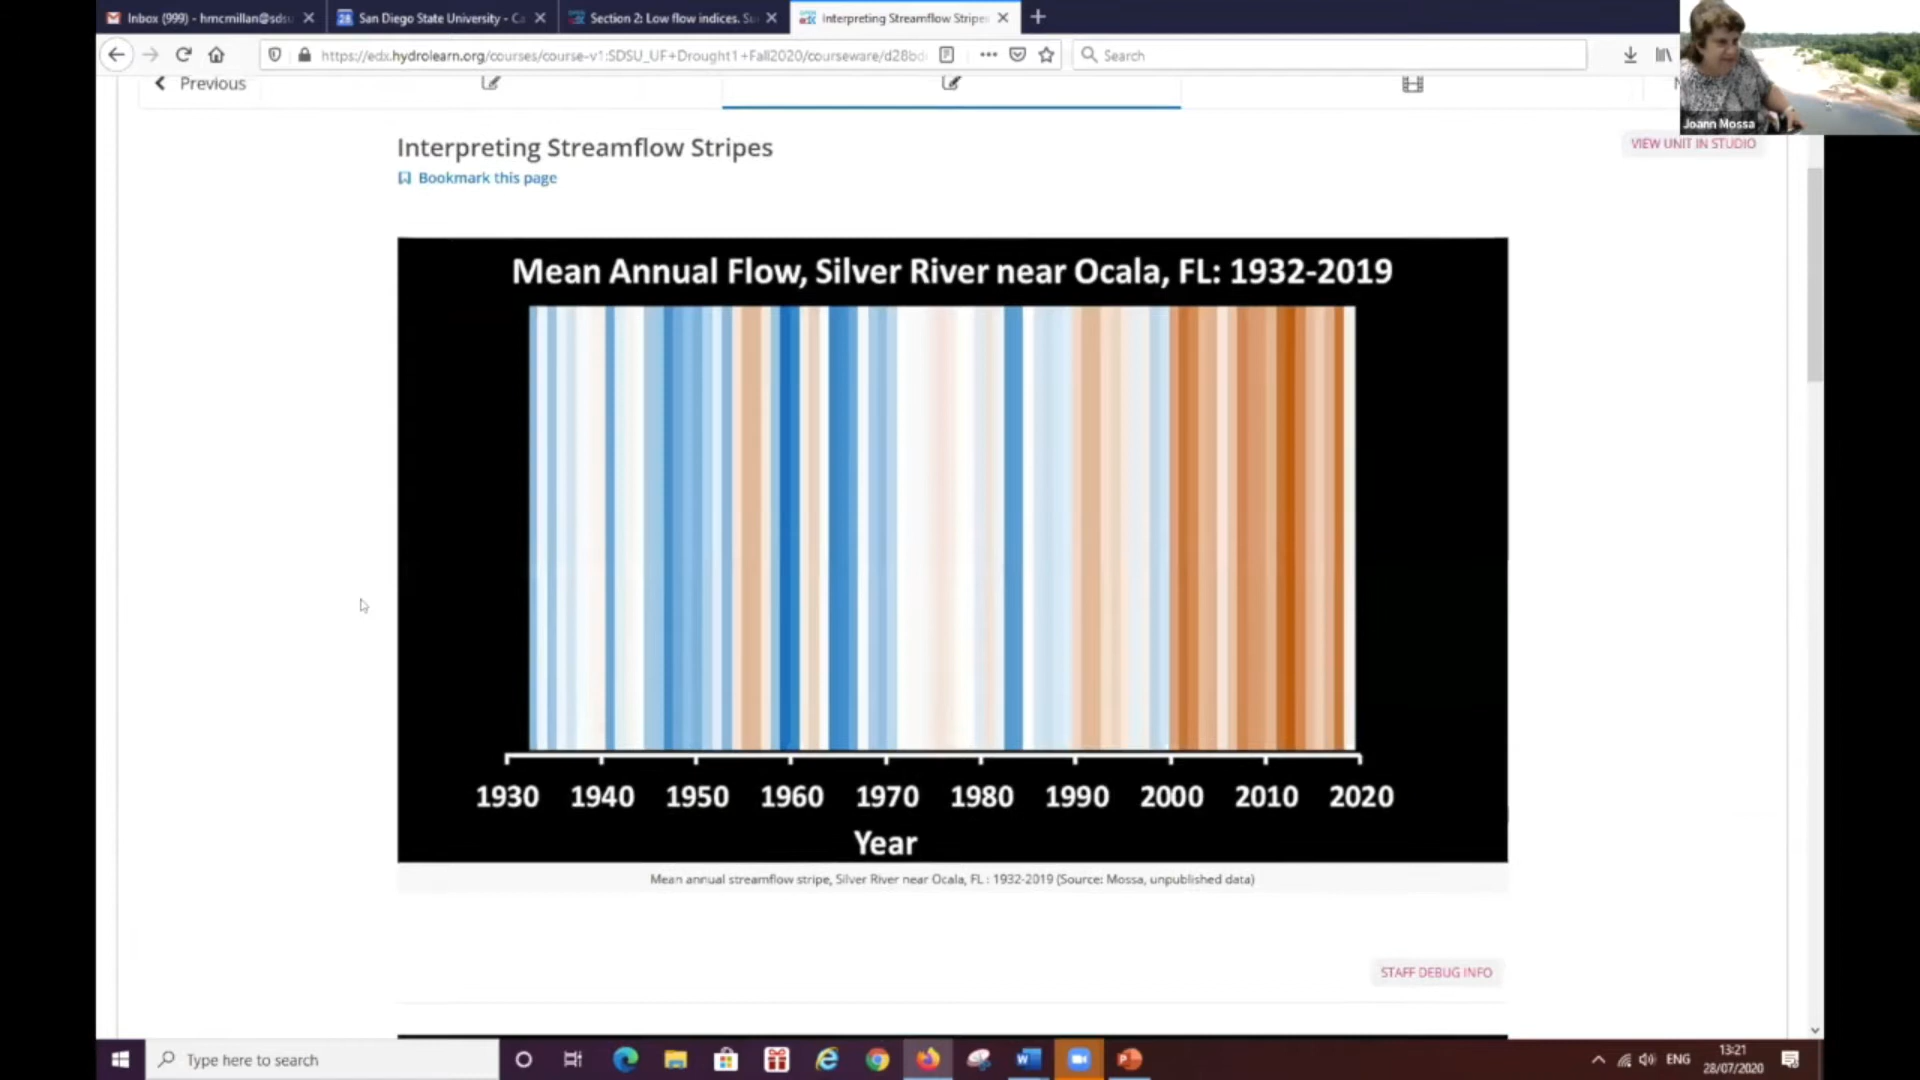 Inbox (999) - hmcmillan@sdsu
San Diego State University - Ca
Section 2: Low flow indices. Su
Interpreting Streamflow Stripes
https://edx.hydrolearn.org/courses/course-v1:SDSU_UF+Drought1+Fall2020/courseware/d28bd
Search
Joann Mossa
Previous
VIEW UNIT IN STUDIO
Interpreting Streamflow Stripes
Bookmark this page
Mean Annual Flow, Silver River near Ocala, FL: 1932-2019
1930 1940 1950 1960 1970 1980 1990 2000 2010 2020
Year
Mean annual streamflow stripe, Silver River near Ocala, FL : 1932-2019 (Source: Mossa, unpublished data)
STAFF DEBUG INFO
Type here to search
ENG
13:21
28/07/2020